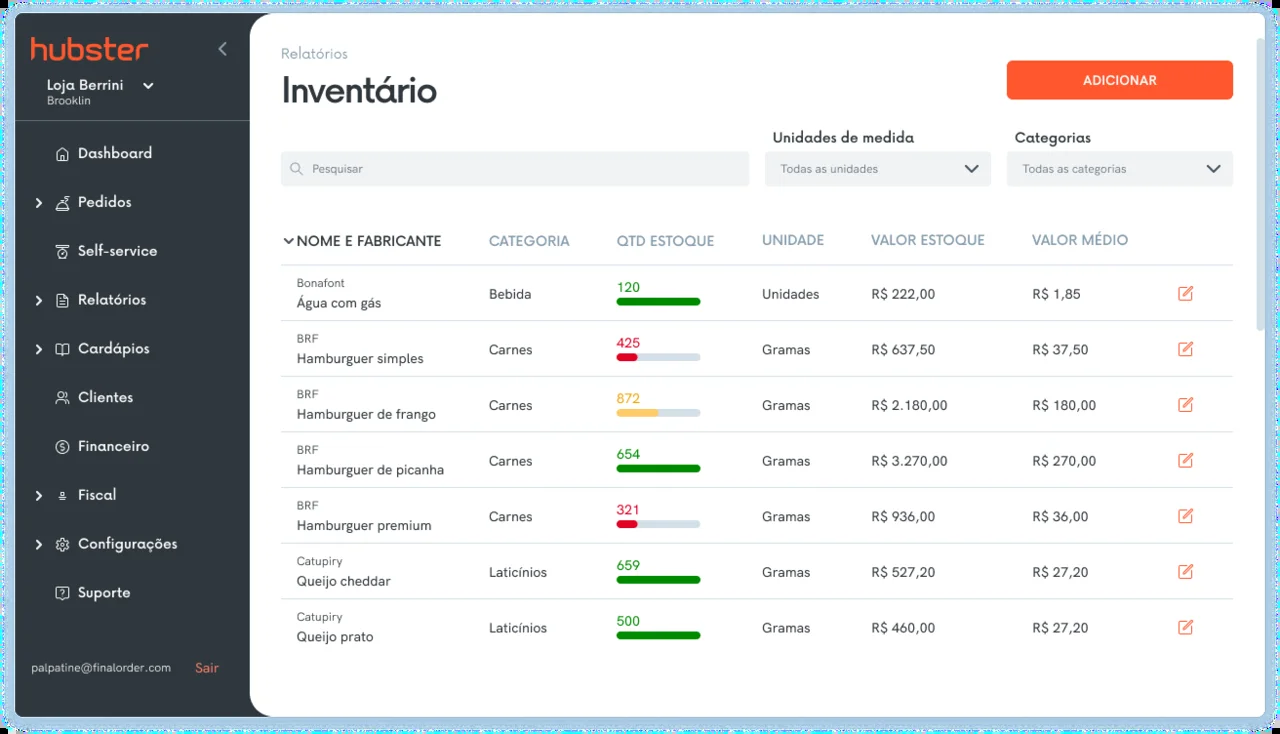 hubster
Loja Berrini
Brooklin
Dashboard
Pedidos
Self-service
Relatórios
Cardápios
Clientes
Financeiro
Fiscal
Configurações
Suporte
palpatine@finalorder.com Sair
Relatórios
Inventário
ADICIONAR
Unidades de medida Categorias
Pesquisar Todas as unidades Todas as categorias
NOME E FABRICANTE CATEGORIA QTD ESTOQUE UNIDADE VALOR ESTOQUE VALOR MÉDIO
Bonafont
Água com gás Bebida 120 Unidades R$ 222,00 R$ 1,85
BRF
Hamburguer simples Carnes 425 Gramas R$ 637,50 R$ 37,50
BRF
Hamburguer de frango Carnes 872 Gramas R$ 2.180,00 R$ 180,00
BRF
Hamburguer de picanha Carnes 654 Gramas R$ 3.270,00 R$ 270,00
BRF
Hamburguer premium Carnes 321 Gramas R$ 936,00 R$ 36,00
Catupiry
Queijo cheddar Laticínios 659 Gramas R$ 527,20 R$ 27,20
Catupiry
Queijo prato Laticínios 500 Gramas R$ 460,00 R$ 27,20